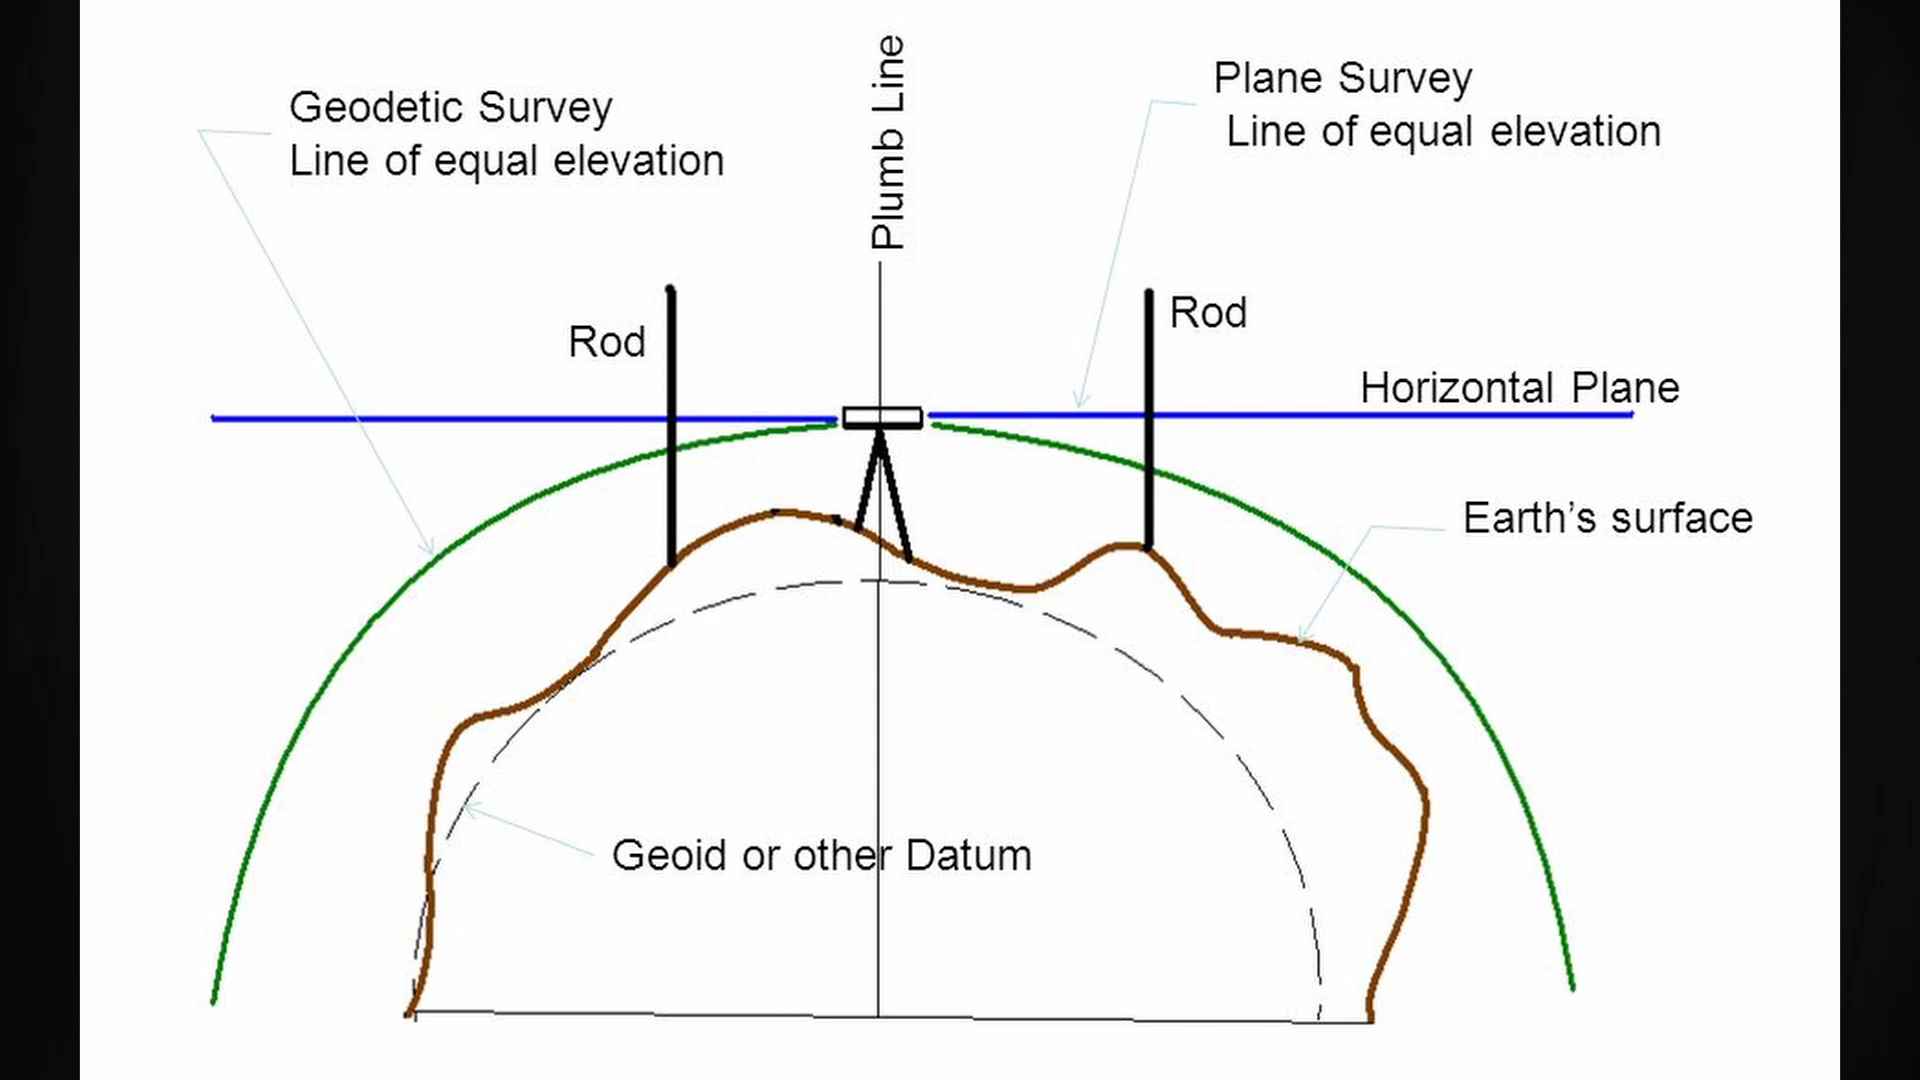 Geodetic Survey
Line of equal elevation
Plumb Line
Plane Survey
Line of equal elevation
Rod
Rod
Horizontal Plane
Earth’s surface
Geoid or other Datum